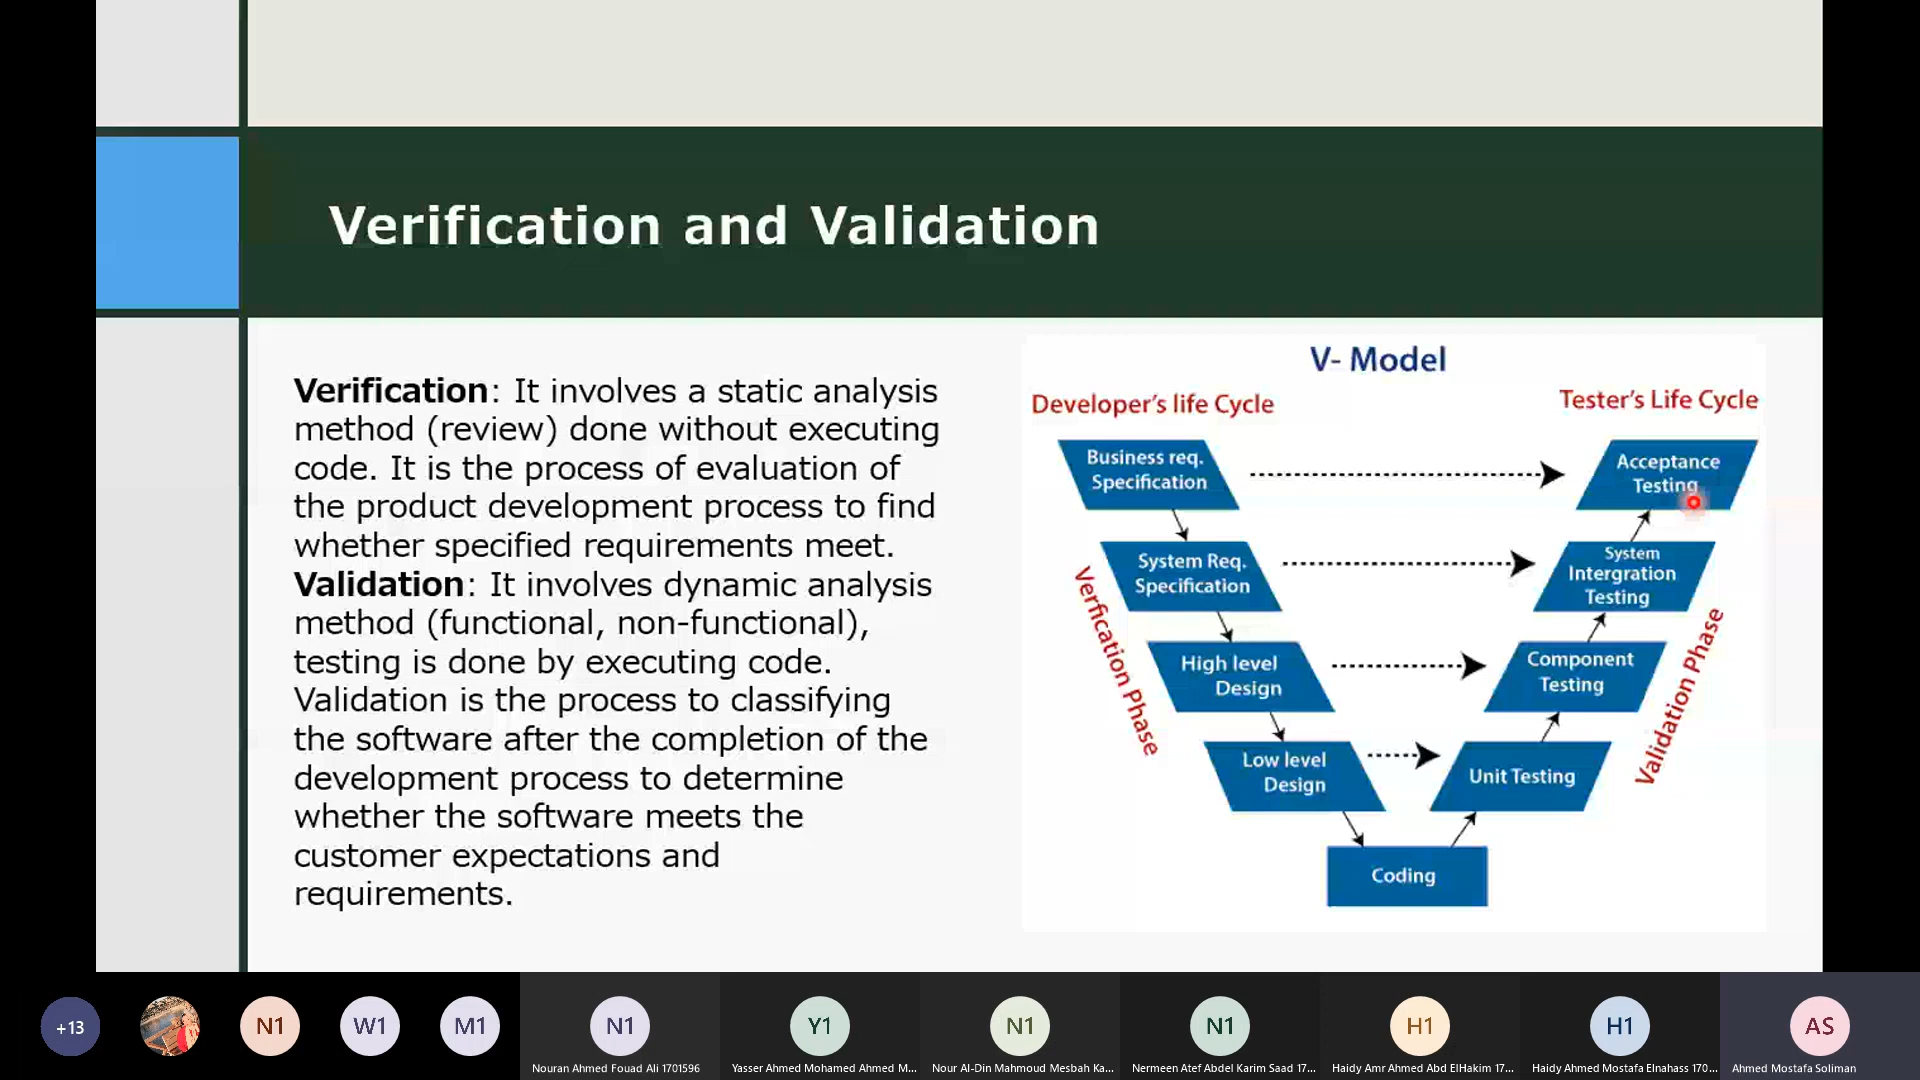 Verification and Validation
Verification: It involves a static analysis
method (review) done without executing
code. It is the process of evaluation of
the product development process to find
whether specified requirements meet.
Validation: It involves dynamic analysis
method (functional, non-functional),
testing is done by executing code.
Validation is the process to classifying
the software after the completion of the
development process to determine
whether the software meets the
customer expectations and
requirements.
V- Model
Developer's life Cycle
Tester's Life Cycle
Business req.
Specification
Acceptance
Testing
System Req.
Specification
System
Intergration
Testing
High level
Design
Component
Testing
Low level
Design
Unit Testing
Coding
Verfication Phase
Validation Phase
+13
N1
W1
M1
N1
Y1
N1
N1
H1
H1
AS
Nouran Ahmed Fouad Ali 1701596
Yasser Ahmed Mohamed Ahmed M...
Nour Al-Din Mahmoud Mesbah Ka...
Nermeen Atef Abdel Karim Saad 17...
Haidy Amr Ahmed Abd ElHakim 17...
Haidy Ahmed Mostafa Elnahass 170...
Ahmed Mostafa Soliman